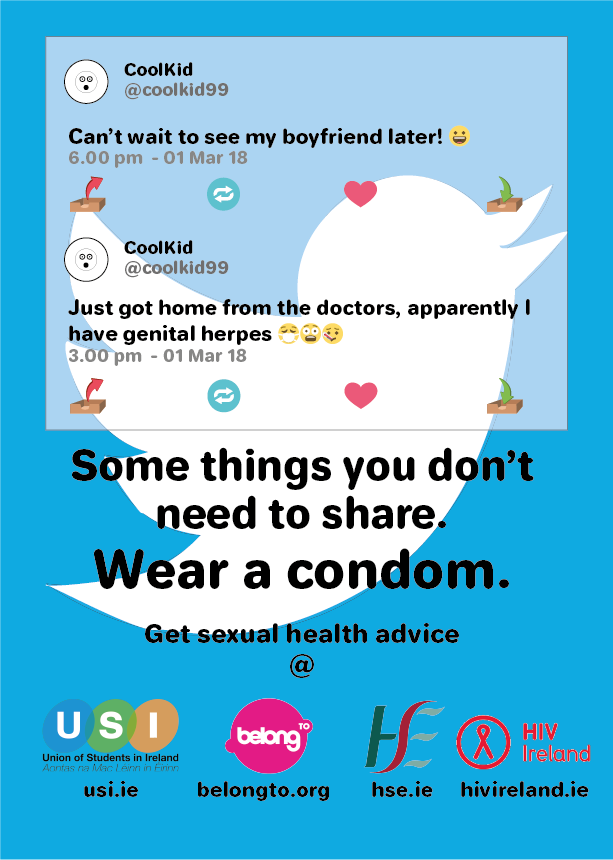 CoolKid
@coolkid99
Can't wait to see my boyfriend later! 😀
6.00 pm - 01 Mar 18
CoolKid
@coolkid99
Just got home from the doctors, apparently I
have genital herpes 😷😲🤪
3.00 pm - 01 Mar 18
Some things you don't
need to share.
Wear a condom.
Get sexual health advice
@
USI
Union of Students in Ireland
Aontas na Mac Léinn in Éirinn
usi.ie
belong TO
belongto.org
HSE
hse.ie
HIV
Ireland
hivireland.ie